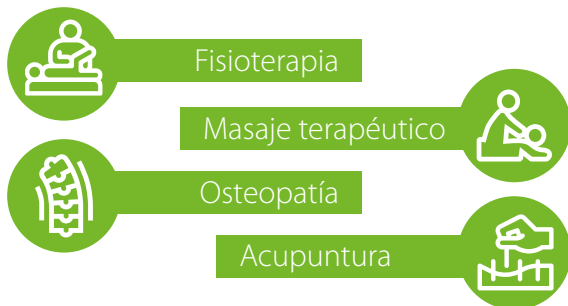 Fisioterapia
Masaje terapéutico
Osteopatía
Acupuntura